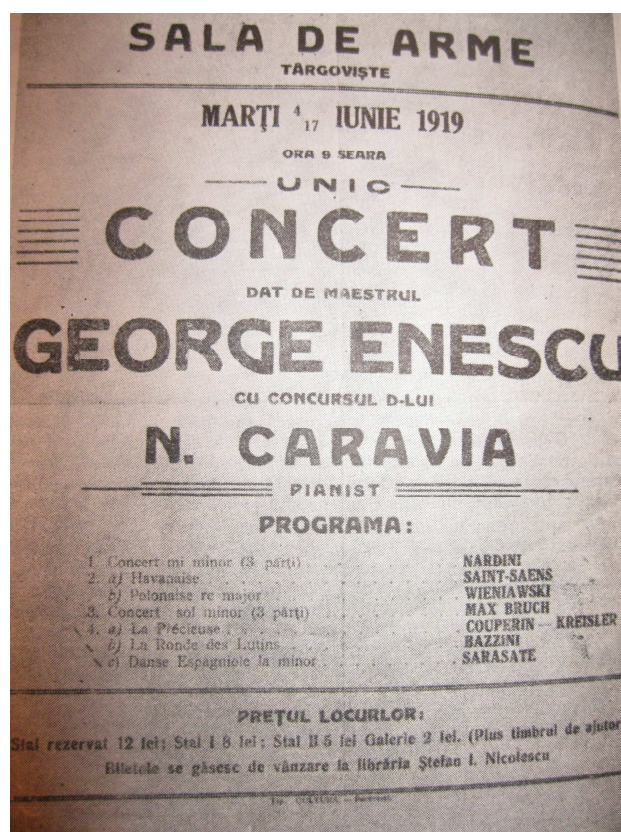 SALA DE ARME
TÂRGOVIŞTE
MARŢI 4/17 IUNIE 1919
ORA 9 SEARA
UNIC
CONCERT
DAT DE MAESTRUL
GEORGE ENESCU
CU CONCURSUL D-LUI
N. CARAVIA
PIANIST
PROGRAMA:
1. Concert mi minor (3 părţi) . . . . NARDINI
2. a) Havanaise . . . . SAINT-SAENS
b) Polonaise re major . . . . WIENIAWSKI
3. Concert sol minor (3 părţi) . . . . MAX BRUCH
4. a) La Précieuse . . . . COUPERIN — KREISLER
b) La Ronde des Lutins . . . . BAZZINI
c) Danse Espagnole la minor . . . . SARASATE
PREŢUL LOCURLOR:
Stal rezervat 12 lei; Stal I 8 lei; Stal II 5 lei Galerie 2 lei. (Plus timbrul de ajutor
Biletele se găsesc de vânzare la librăria Ştefan I. Nicolescu
Tip. CULTURA —